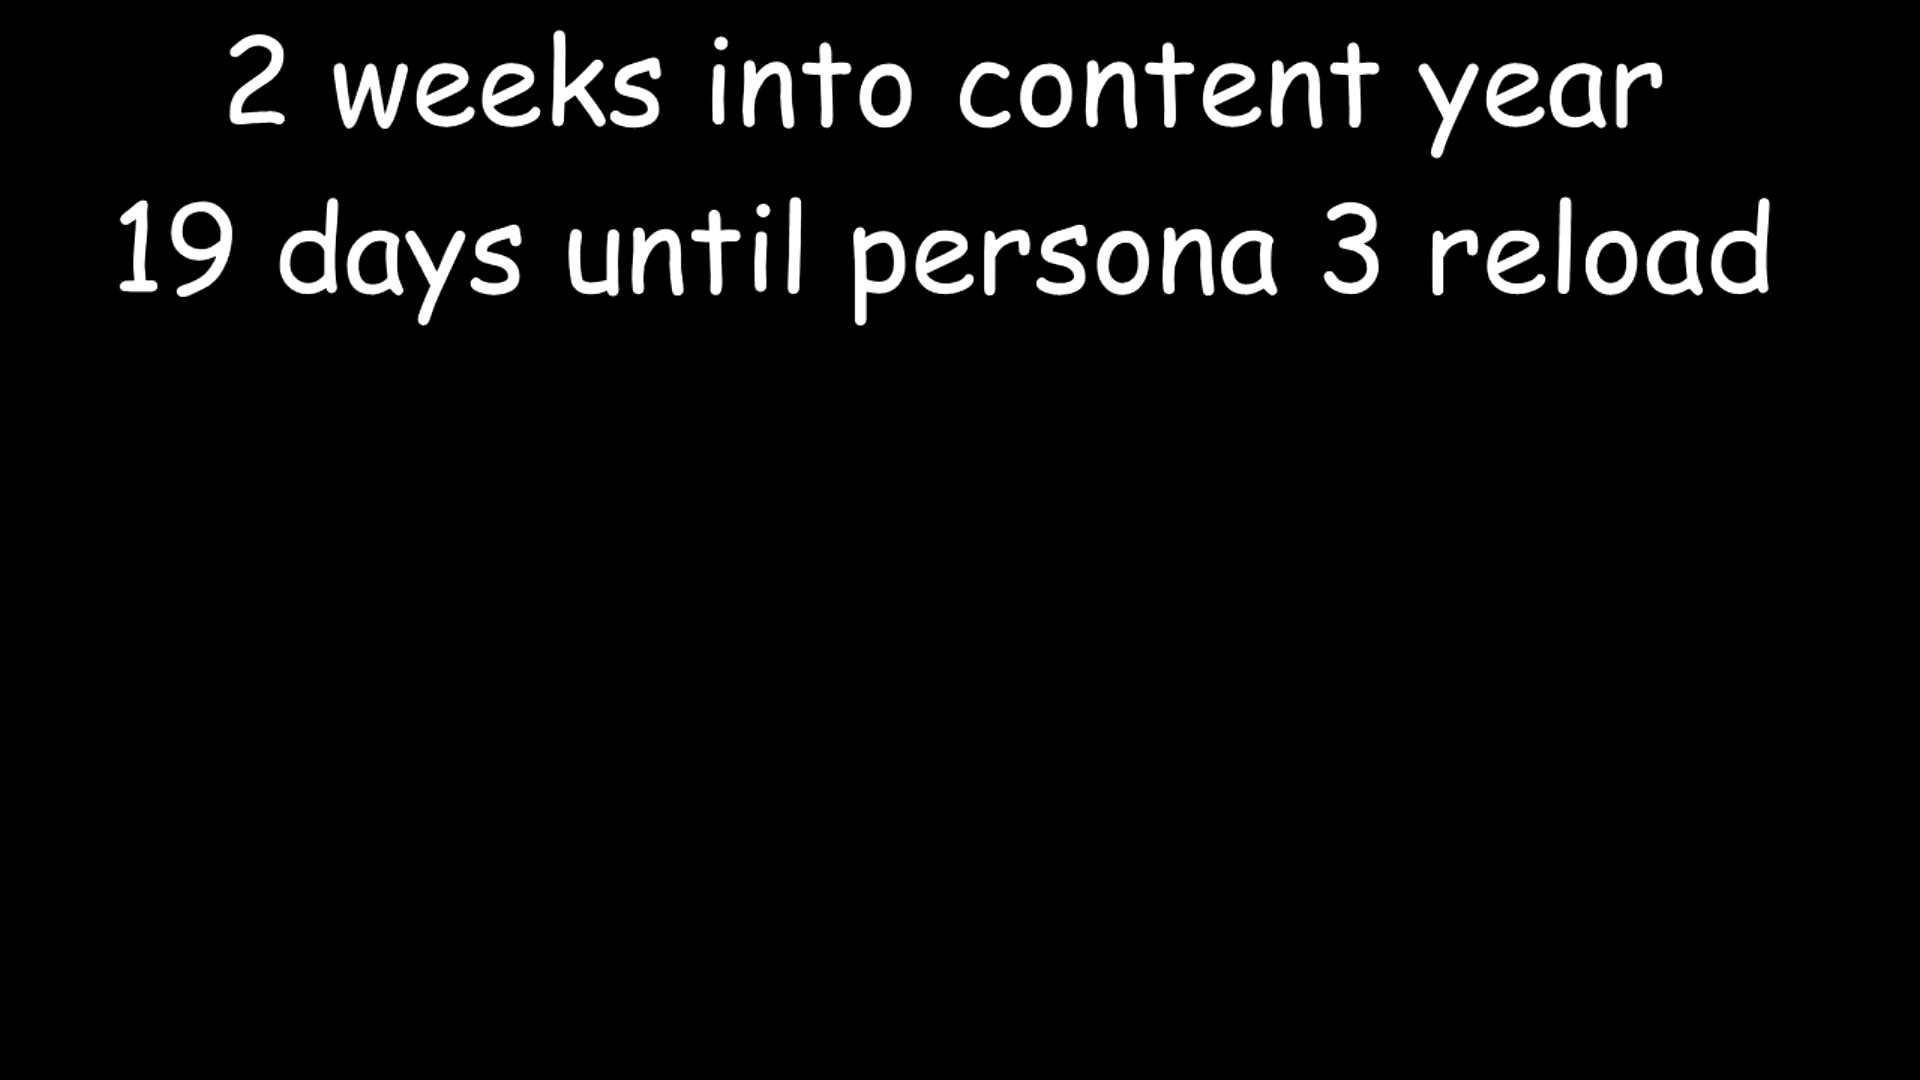 2 weeks into content year
19 days until persona 3 reload